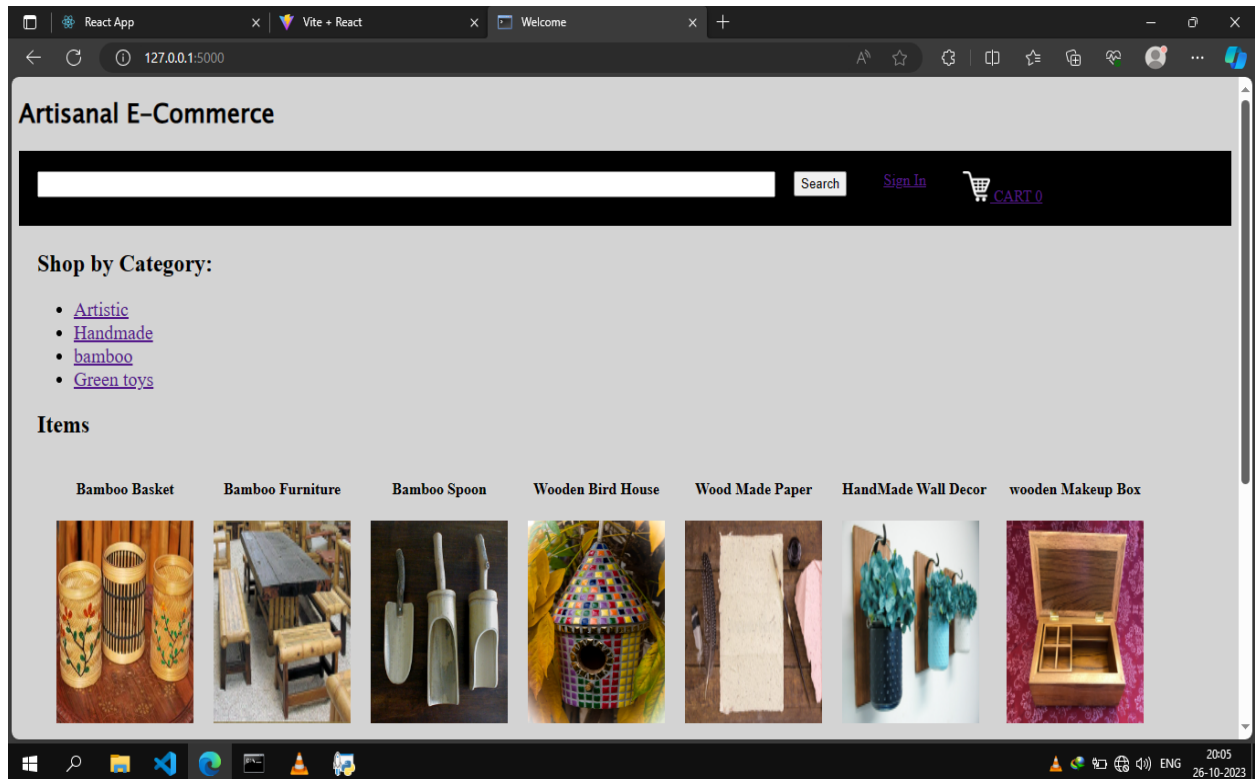 React App
Vite + React
Welcome
127.0.0.1:5000
Artisanal E-Commerce
Search
Sign In
CART 0
Shop by Category:
Artistic
Handmade
bamboo
Green toys
Items
Bamboo Basket
Bamboo Furniture
Bamboo Spoon
Wooden Bird House
Wood Made Paper
HandMade Wall Decor
wooden Makeup Box
ENG
20:05
26-10-2023